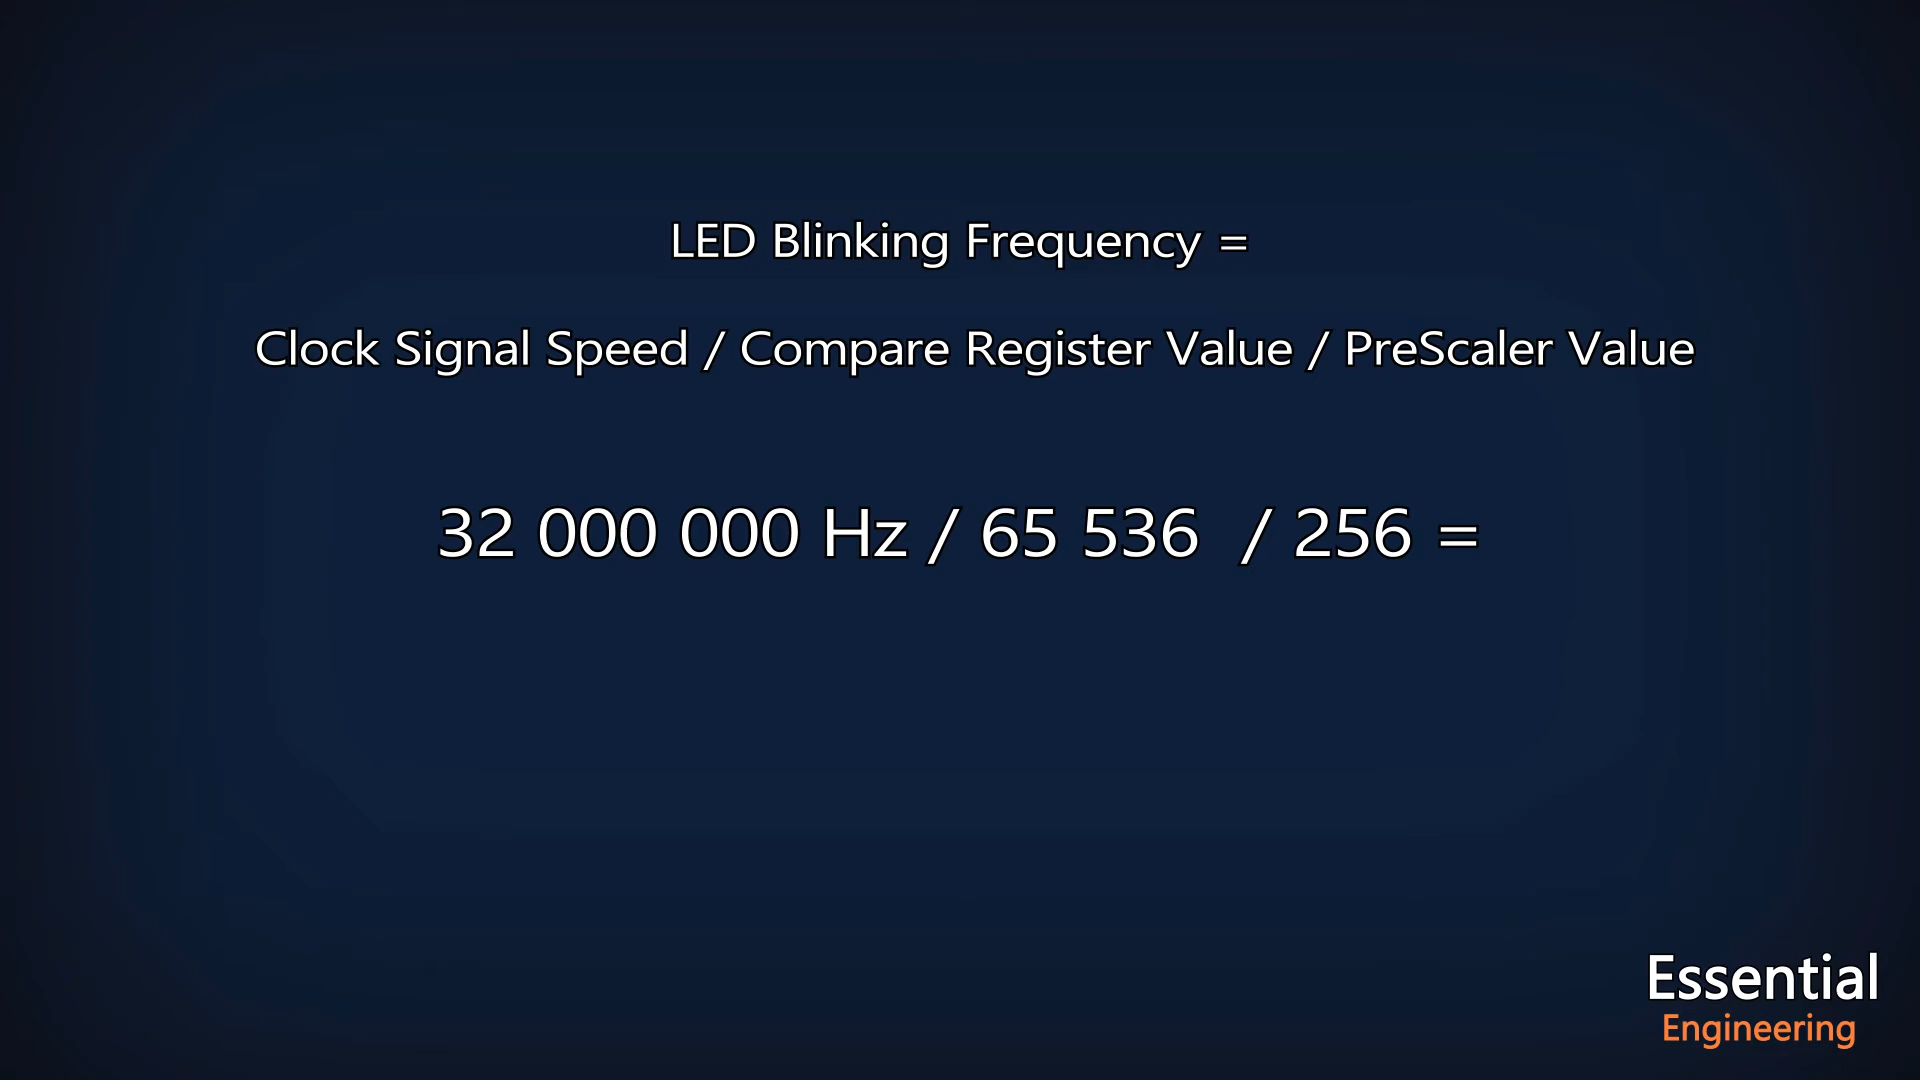 LED Blinking Frequency =
Clock Signal Speed / Compare Register Value / PreScaler Value
32 000 000 Hz / 65 536  / 256 =
Essential
Engineering